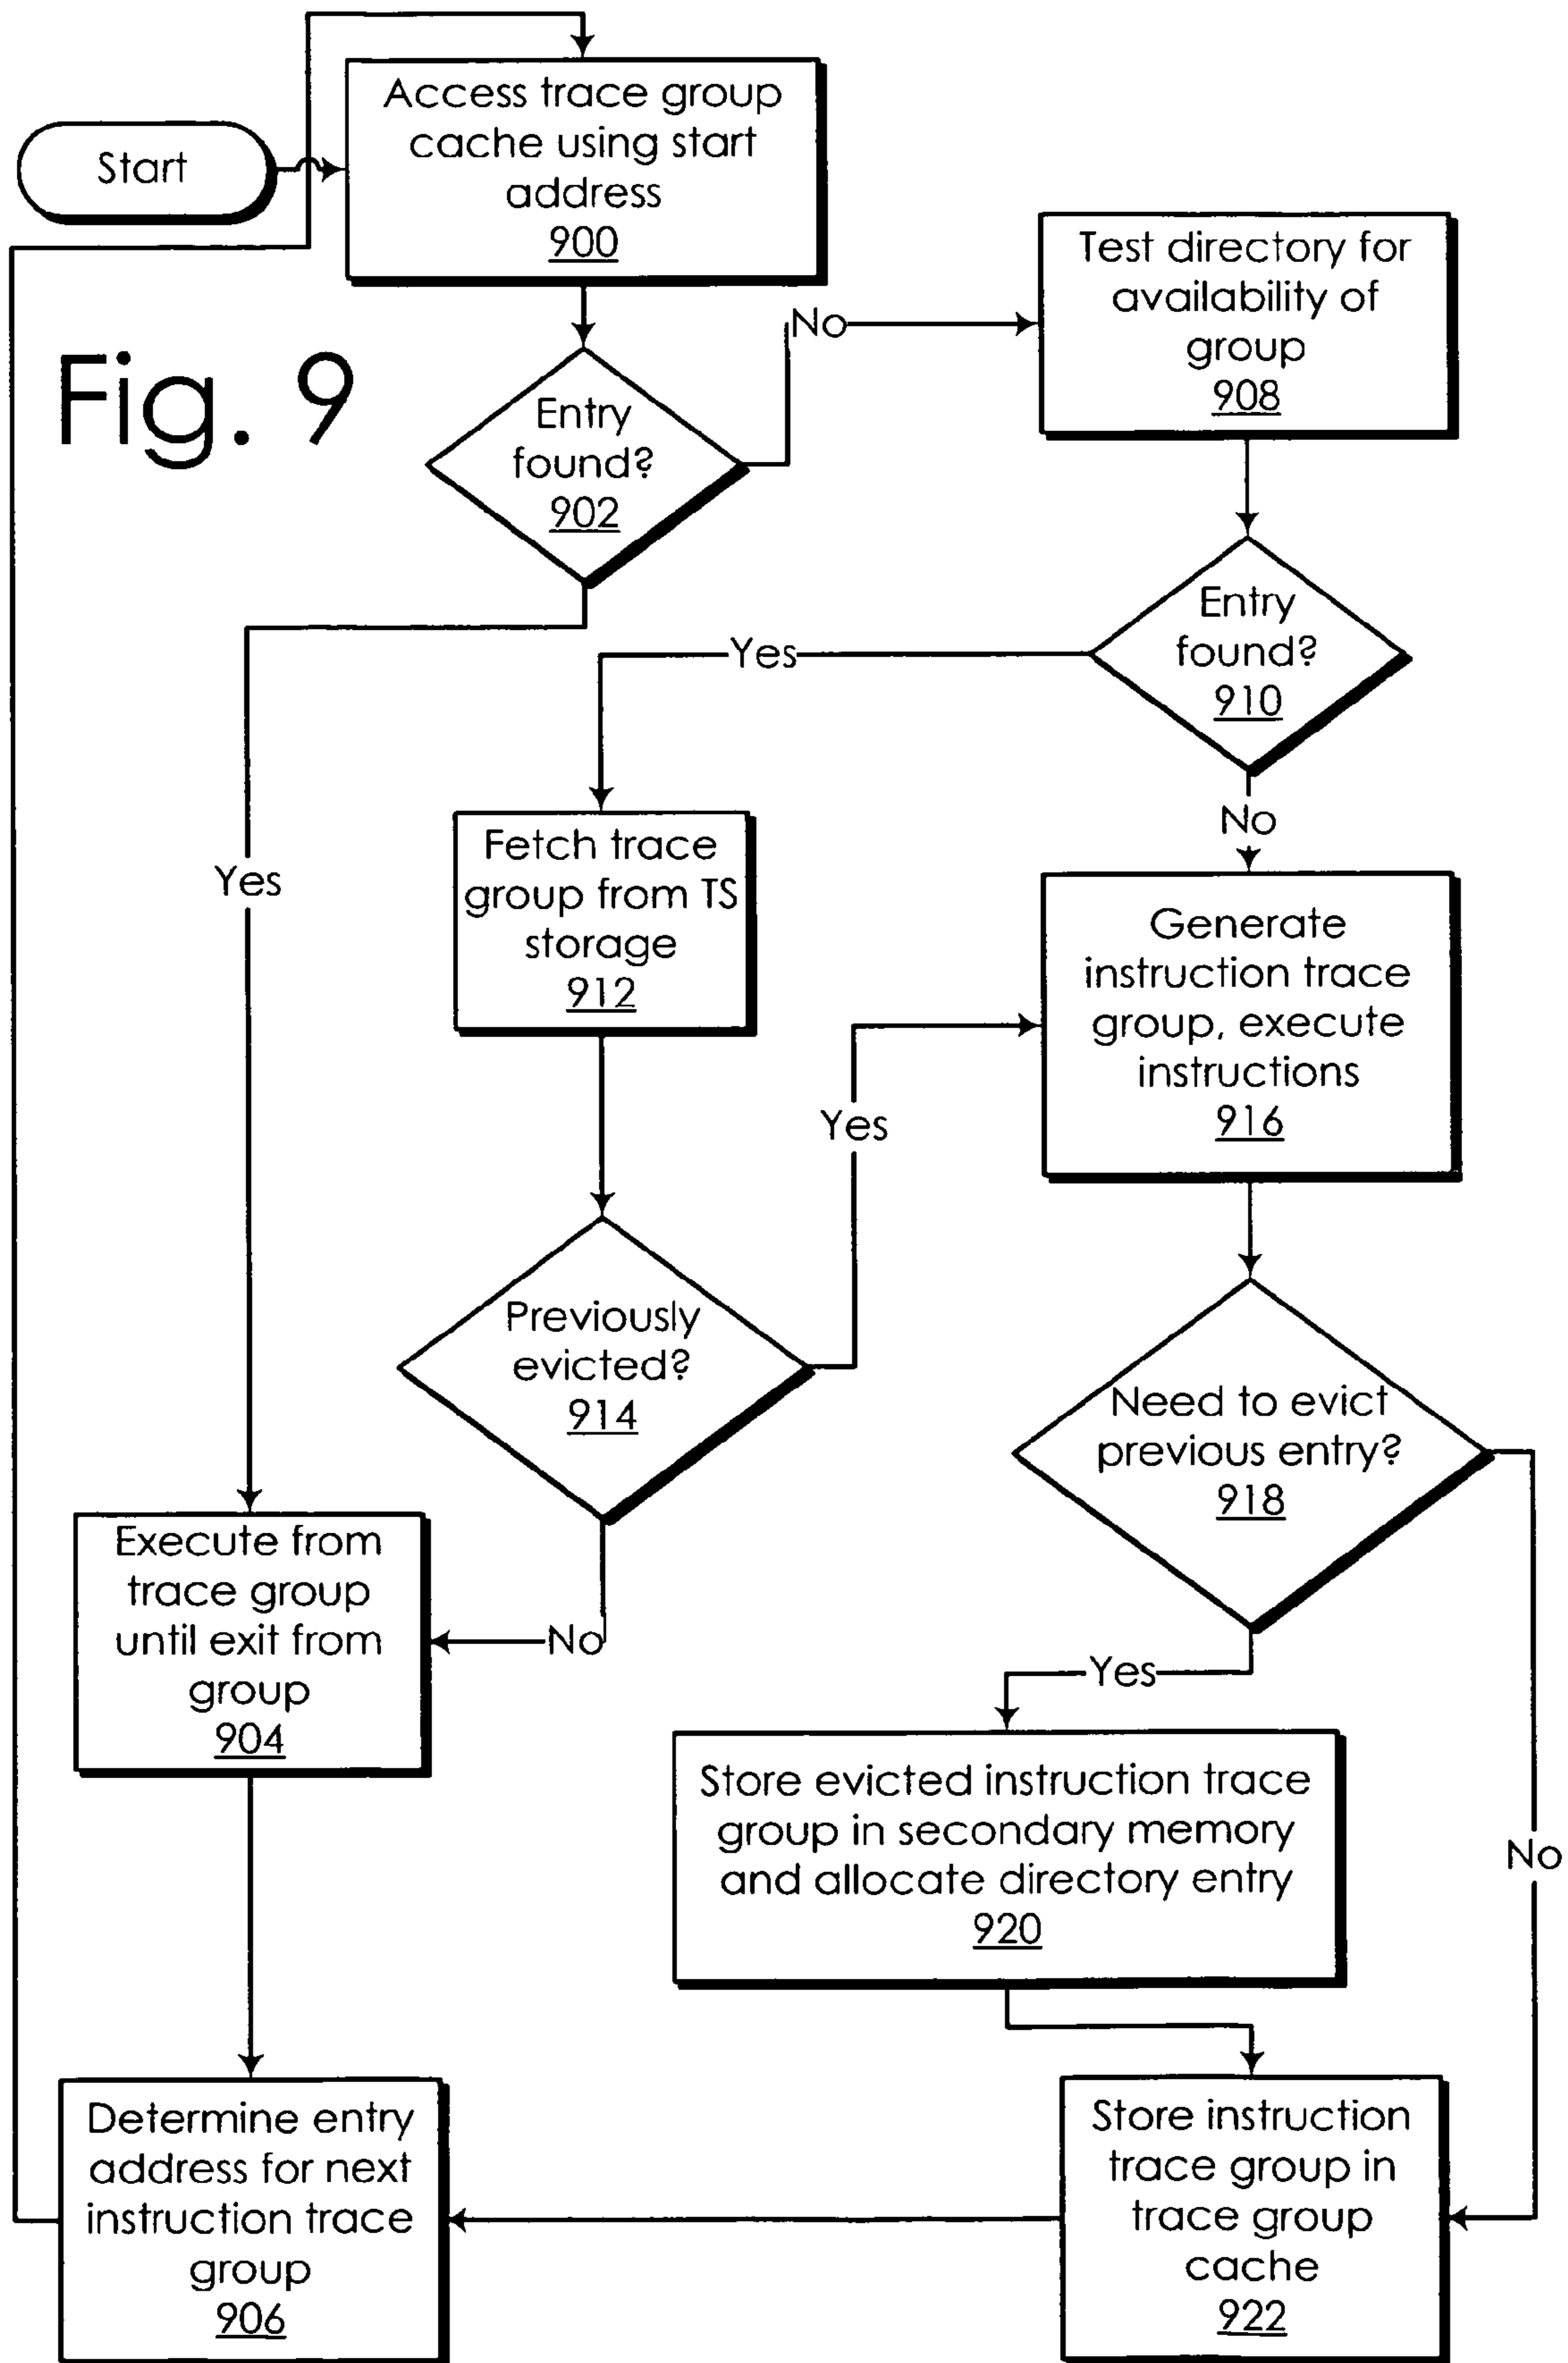 Start
Access trace group
cache using start
address
900
Fig. 9
Entry
found?
902
No
Test directory for
availability of
group
908
Entry
found?
910
Yes
No
Yes
Fetch trace
group from TS
storage
912
Generate
instruction trace
group, execute
instructions
916
Yes
Previously
evicted?
914
Need to evict
previous entry?
918
Execute from
trace group
until exit from
group
904
No
Yes
Store evicted instruction trace
group in secondary memory
and allocate directory entry
920
No
Determine entry
address for next
instruction trace
group
906
Store instruction
trace group in
trace group
cache
922